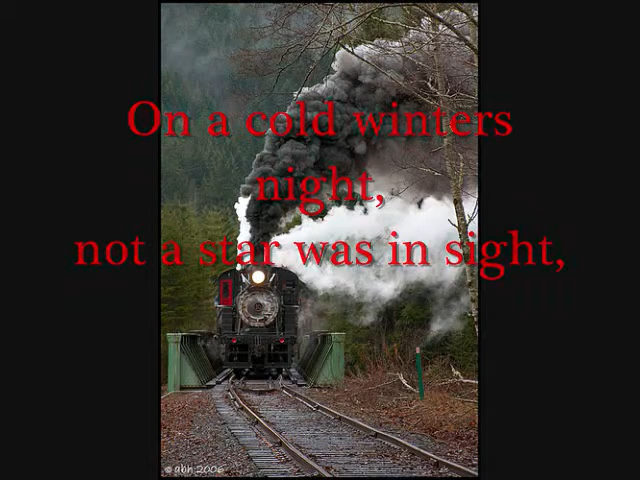 On a cold winters
night,
not a star was in sight,
© abh 2006